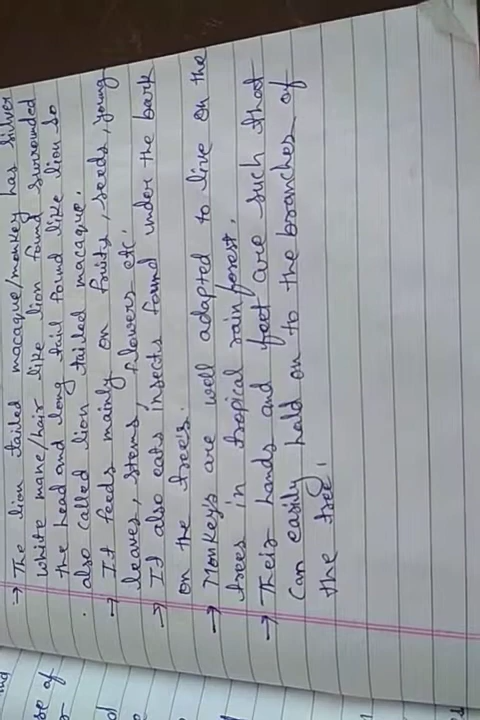 → The lion tailed macaque/monkey has silver
white mane/hair like lion found surrounded
the head and long tail found like lion so
also called lion tailed macaque.
→ It feeds mainly on fruits, seeds, young
leaves, stems, flowers etc.
→ It also eats insects found under the bark
on the tree's.
→ Monkeys are well adapted to live on the
trees in tropical rainforest.
→ Their hands and feet are such that
can easily hold on to the branches of
the tree.